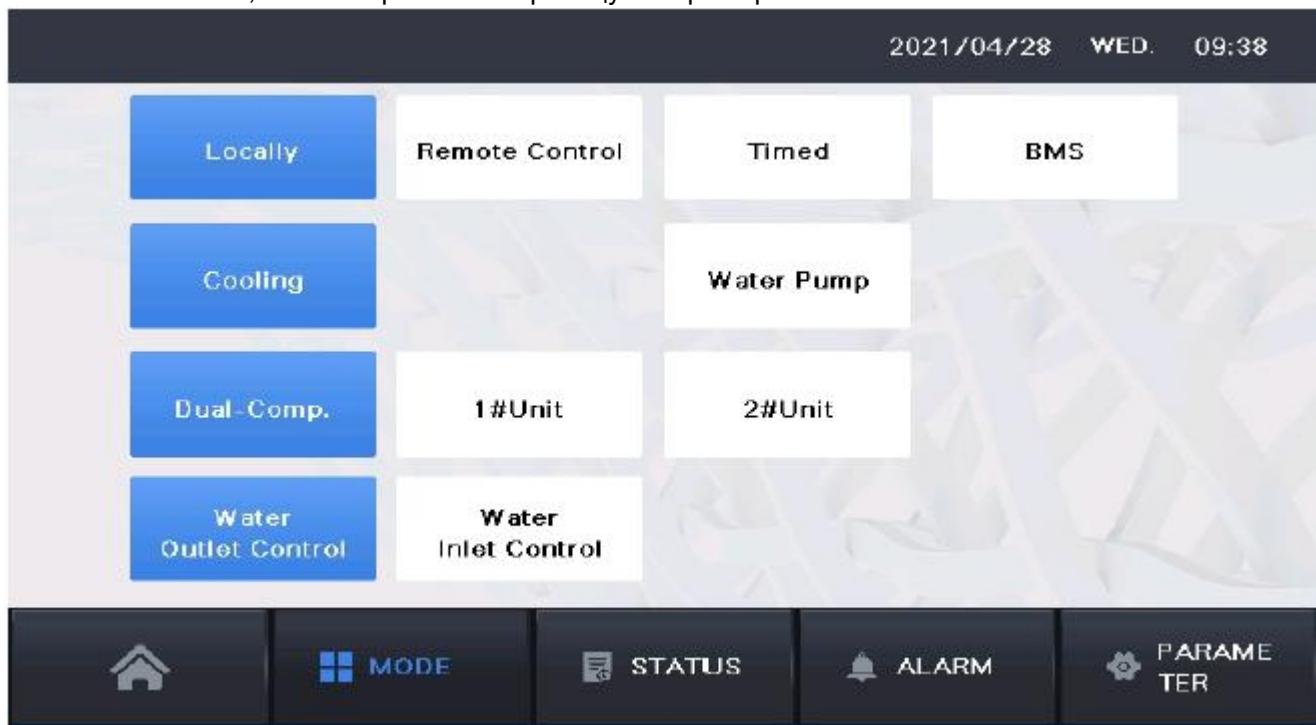 2021/04/28 WED. 09:38
Locally Remote Control Timed BMS
Cooling Water Pump
Dual-Comp. 1#Unit 2#Unit
Water Water
Outlet Control Inlet Control
MODE STATUS ALARM PARAME
TER